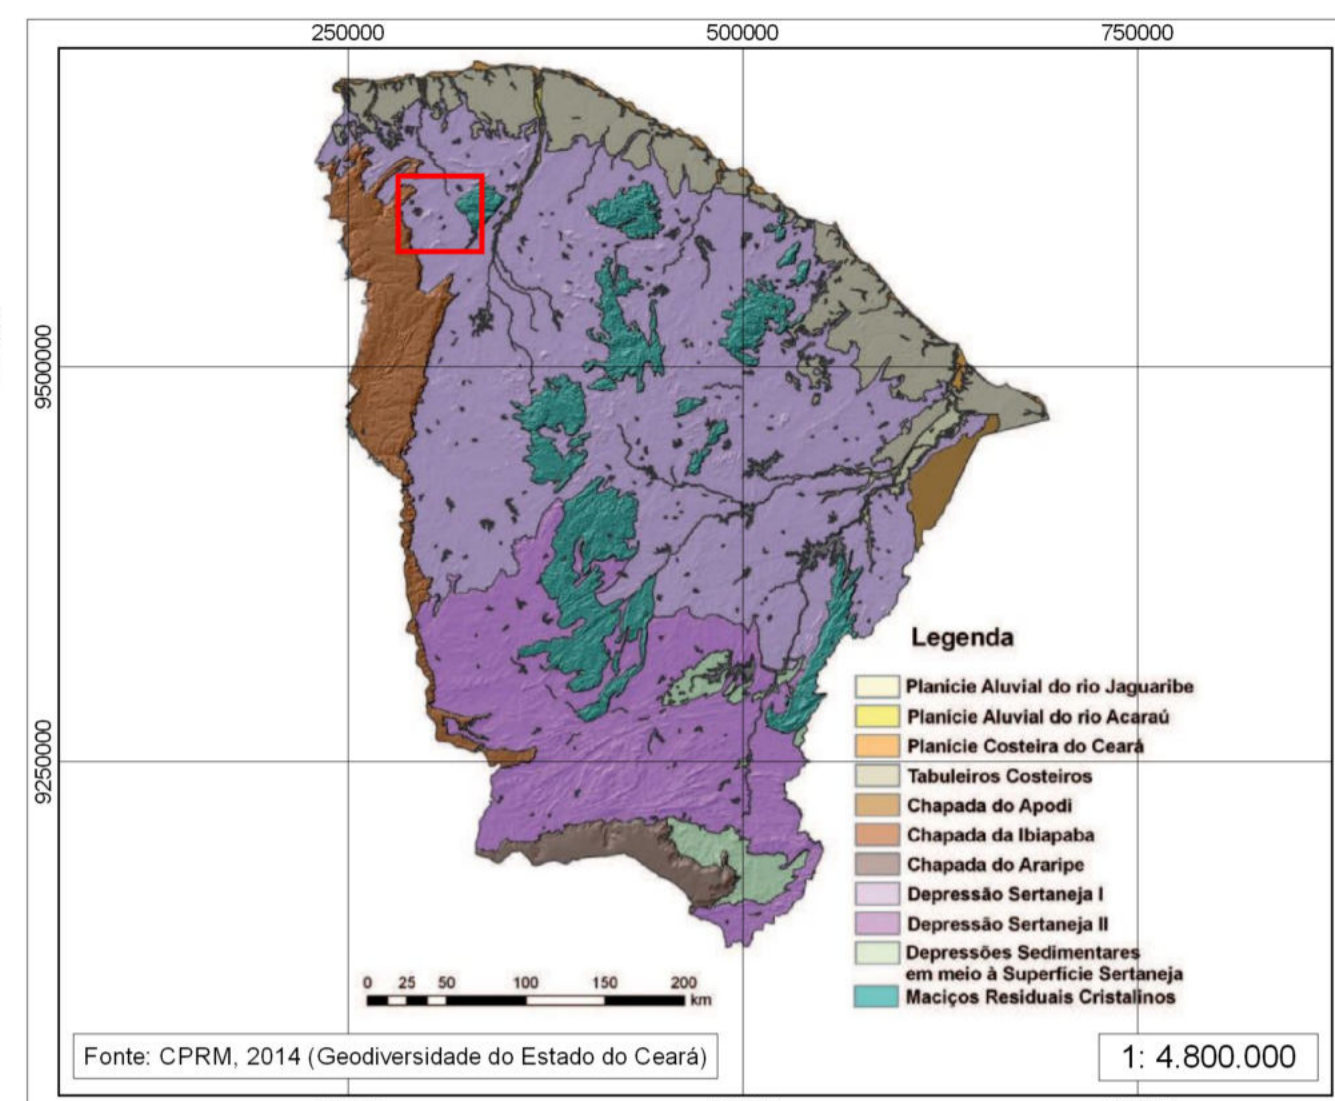 250000
500000
750000
9500000
9250000
Legenda
Planície Aluvial do rio Jaguaribe
Planície Aluvial do rio Acaraú
Planície Costeira do Ceará
Tabuleiros Costeiros
Chapada do Apodi
Chapada da Ibiapaba
Chapada do Araripe
Depressão Sertaneja I
Depressão Sertaneja II
Depressões Sedimentares
em meio à Superfície Sertaneja
Maciços Residuais Cristalinos
0 25 50 100 150 200
km
Fonte: CPRM, 2014 (Geodiversidade do Estado do Ceará)
1: 4.800.000